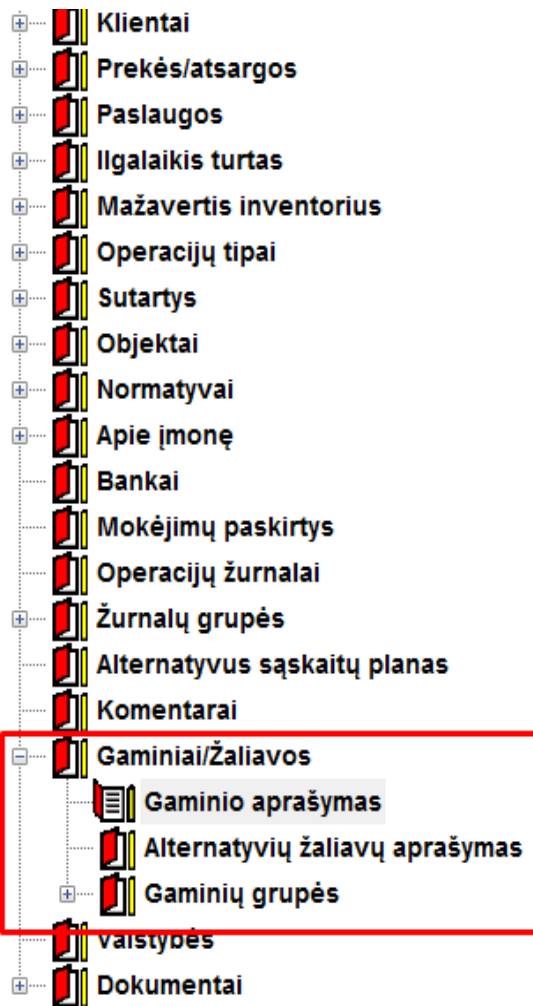 Klientai
Prekės/atsargos
Paslaugos
Ilgalaikis turtas
Mažavertis inventorius
Operacijų tipai
Sutartys
Objektai
Normatyvai
Apie įmonę
Bankai
Mokėjimų paskirtys
Operacijų žurnalai
Žurnalų grupės
Alternatyvus sąskaitų planas
Komentarai
Gaminiai/Žaliavos
Gaminio aprašymas
Alternatyvių žaliavų aprašymas
Gaminių grupės
Valstybės
Dokumentai